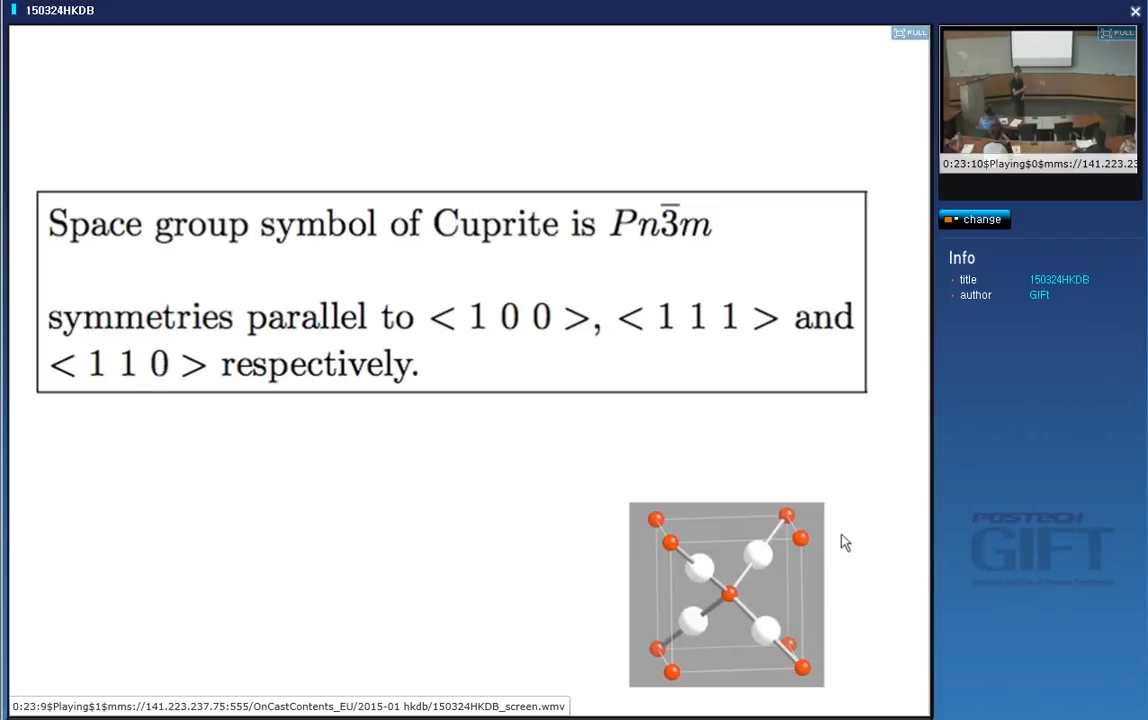 150324HKDB
FULL
FULL
Space group symbol of Cuprite is Pn3̅m
symmetries parallel to < 1 0 0 >, < 1 1 1 > and
< 1 1 0 > respectively.
0:23:10$Playing$0$mms://141.223.23
change
Info
title 150324HKDB
author GIFt
POSTECH
GIFT
0:23:9$Playing$1$mms://141.223.237.75:555/OnCastContents_EU/2015-01 hkdb/150324HKDB_screen.wmv